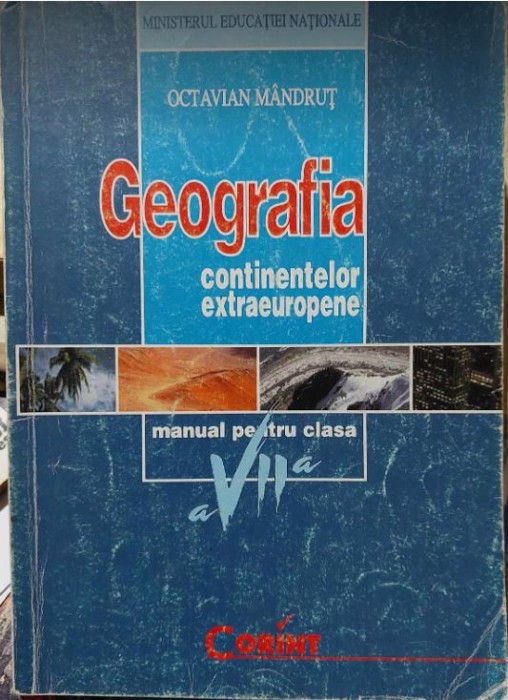 MINISTERUL EDUCAȚIEI NAȚIONALE
OCTAVIAN MÂNDRUȚ
Geografia
continentelor
extraeuropene
manual pentru clasa
a VII a
CORINT